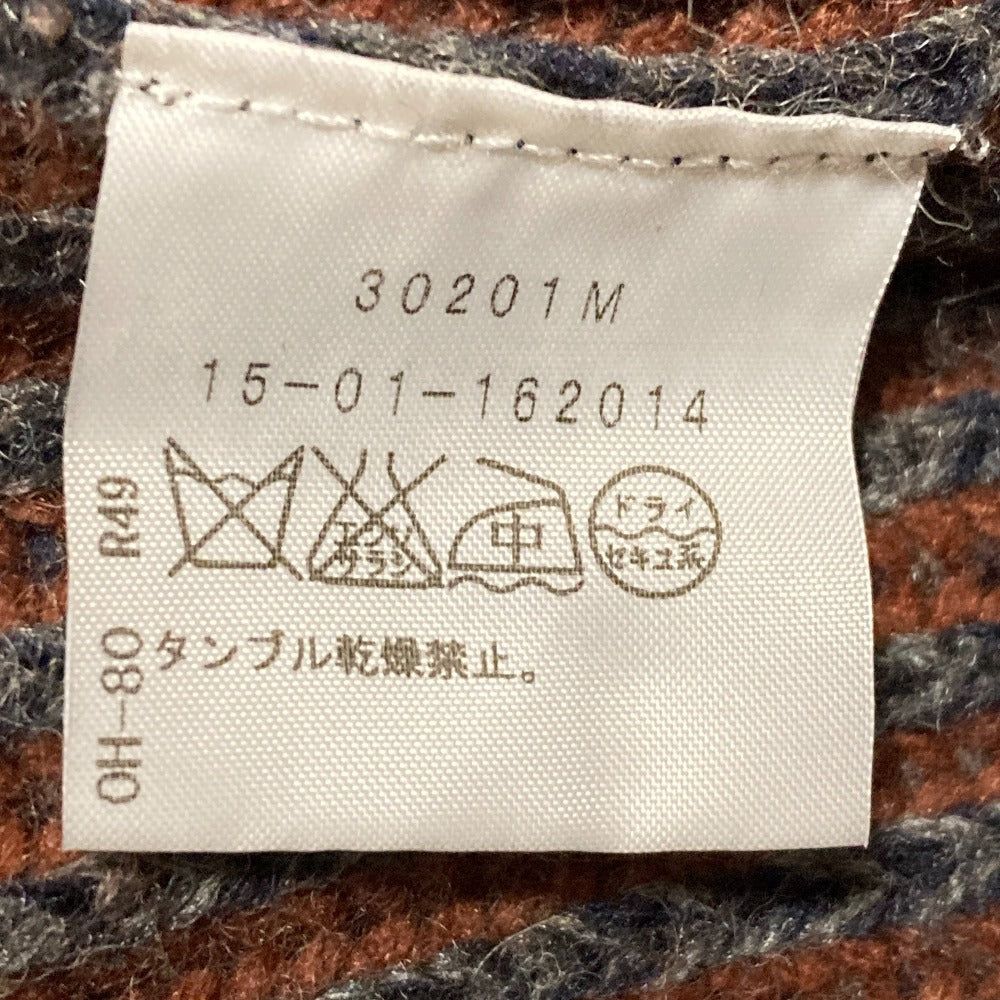 30201M
15-01-162014
エンソ
サラシ
中
ドライ
セキユ系
タンブル乾燥禁止。
OH-80 R49